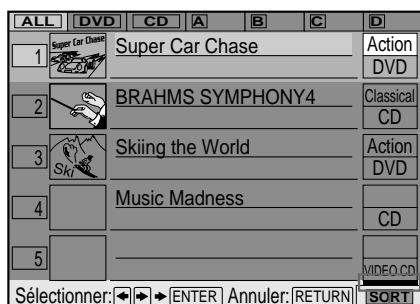 ALL DVD CD A B C D
1 Super Car Chase Super Car Chase Action
DVD
2 BRAHMS SYMPHONY4 Classical
CD
3 Ski Skiing the World Action
DVD
4 Music Madness
CD
5 VIDEO CD
Sélectionner: ENTER Annuler: RETURN SORT